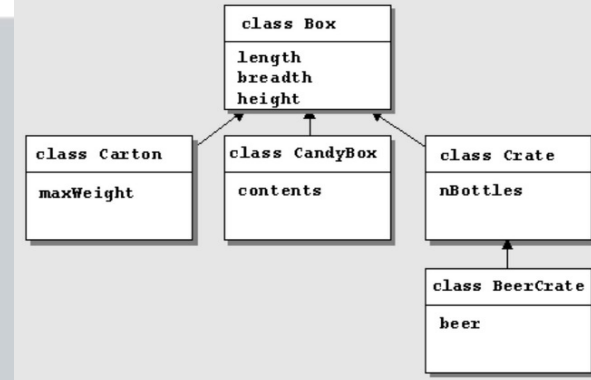 class Box
length
breadth
height
class Carton
maxWeight
class CandyBox
contents
class Crate
nBottles
class BeerCrate
beer